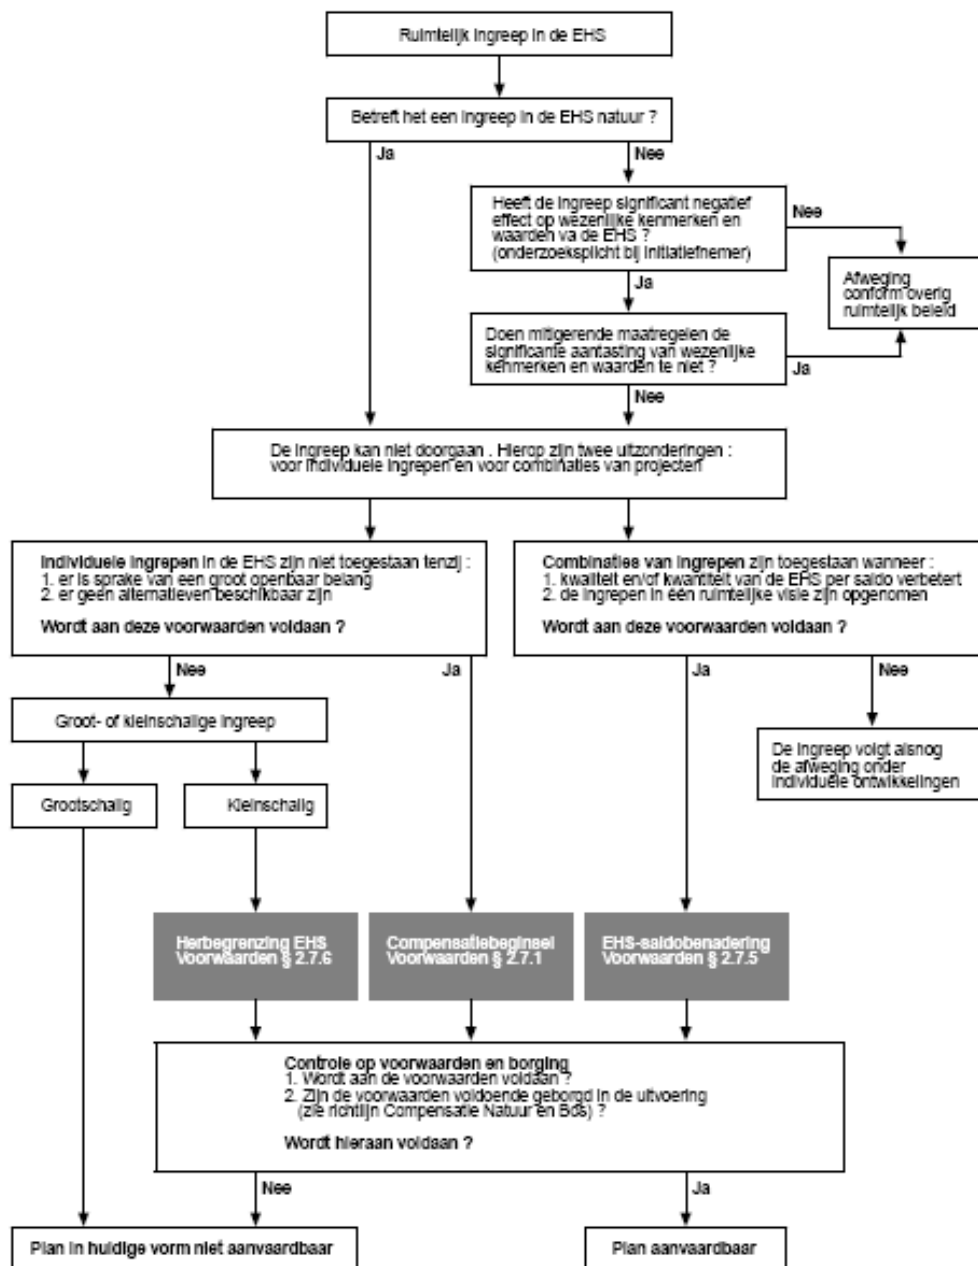 Ruimtelijk ingreep in de EHS
Betreft het een ingreep in de EHS natuur ?
Ja
Nee
Heeft de ingreep significant negatief
effect op wezenlijke kenmerken en
waarden va de EHS ?
(onderzoeksplicht bij initiatiefnemer)
Nee
Afweging
conform overig
ruimtelijk beleid
Ja
Doen mitigerende maatregelen de
significante aantasting van wezenlijke
kenmerken en waarden te niet ?
Ja
Nee
De ingreep kan niet doorgaan . Hierop zijn twee uitzonderingen :
voor individuele ingrepen en voor combinaties van projecten
Individuele ingrepen in de EHS zijn niet toegestaan tenzij :
1. er is sprake van een groot openbaar belang
2. er geen alternatieven beschikbaar zijn
Wordt aan deze voorwaarden voldaan ?
Combinaties van ingrepen zijn toegestaan wanneer :
1. kwaliteit en/of kwantiteit van de EHS per saldo verbetert
2. de ingrepen in één ruimtelijke visie zijn opgenomen
Wordt aan deze voorwaarden voldaan ?
Nee
Ja
Ja
Nee
Groot- of kleinschalige ingreep
De ingreep volgt alsnog
de afweging onder
individuele ontwikkelingen
Grootschalig
Kleinschalig
Herbegrenzing EHS
Voorwaarden § 2.7.6
Compensatiebeginsel
Voorwaarden § 2.7.1
EHS-saldobenadering
Voorwaarden § 2.7.5
Controle op voorwaarden en borging
1. Wordt aan de voorwaarden voldaan ?
2. Zijn de voorwaarden voldoende geborgd in de uitvoering
(zie richtlijn Compensatie Natuur en Bos) ?
Wordt hieraan voldaan ?
Nee
Ja
Plan in huidige vorm niet aanvaardbaar
Plan aanvaardbaar